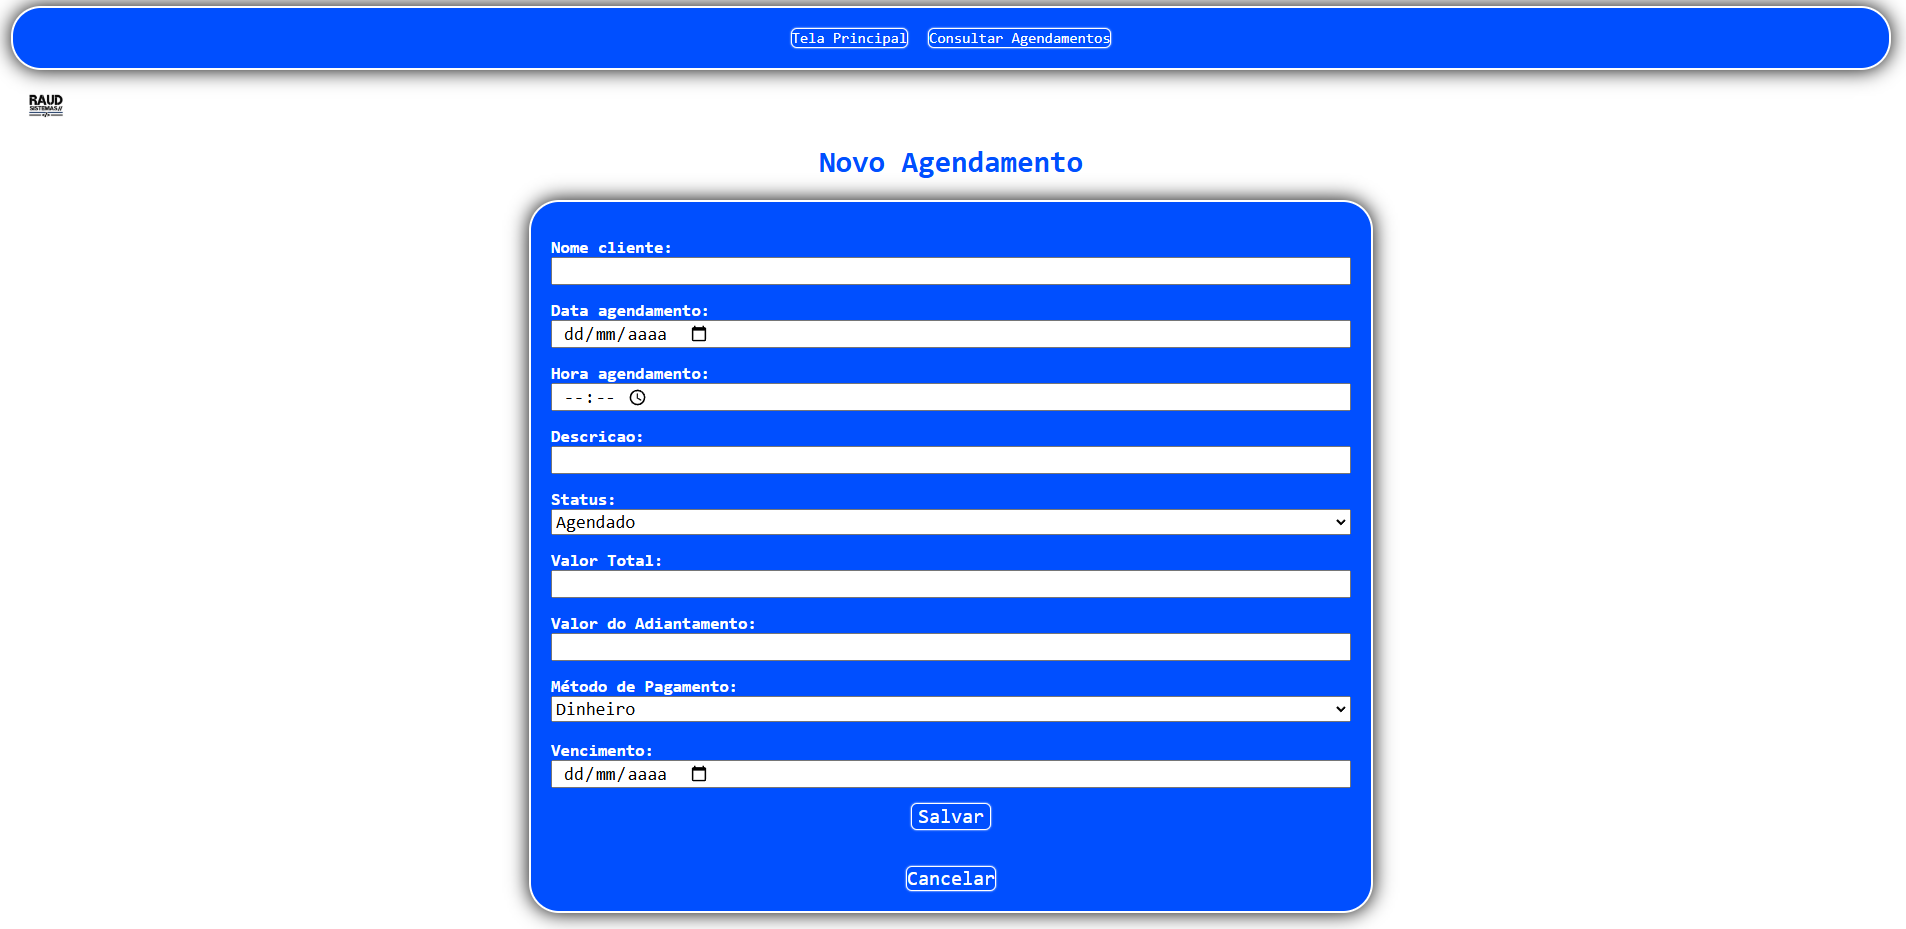 Tela Principal Consultar Agendamentos
RAUD
SISTEMAS//
</>
Novo Agendamento
Nome cliente:
Data agendamento:
dd/mm/aaaa
Hora agendamento:
--:--
Descricao:
Status:
Agendado
Valor Total:
Valor do Adiantamento:
Método de Pagamento:
Dinheiro
Vencimento:
dd/mm/aaaa
Salvar
Cancelar